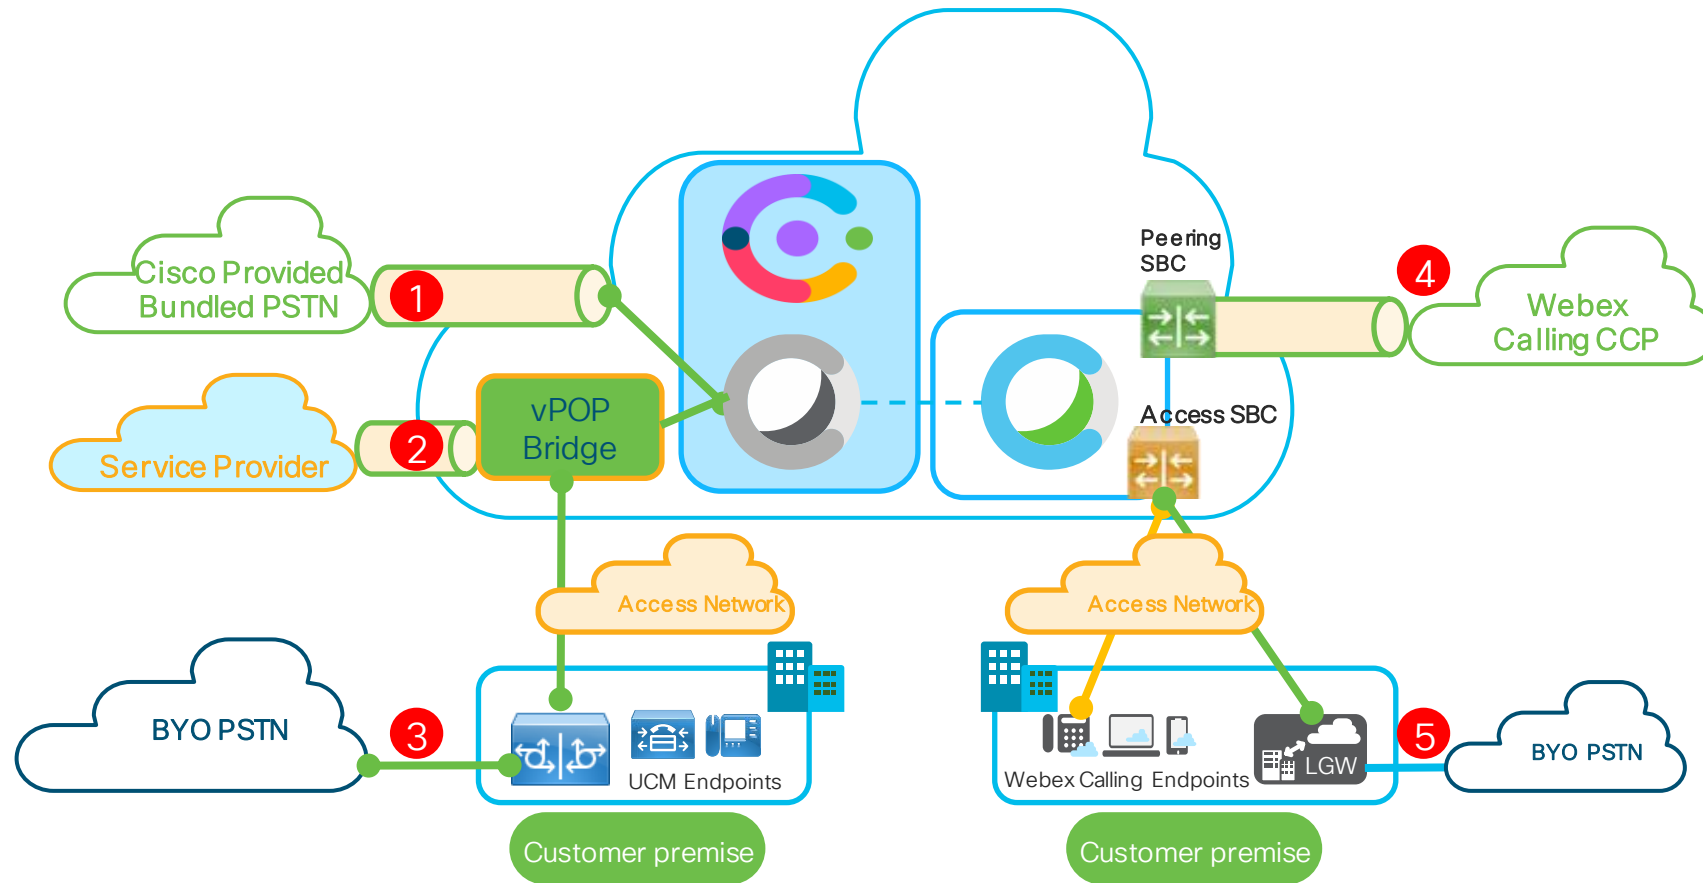 Peering
SBC
Cisco Provided
Bundled PSTN
1
4
Webex
Calling CCP
vPOP
Bridge
Access SBC
2
Service Provider
Access Network
Access Network
BYO PSTN
3
UCM Endpoints
Webex Calling Endpoints
LGW
5
BYO PSTN
Customer premise
Customer premise